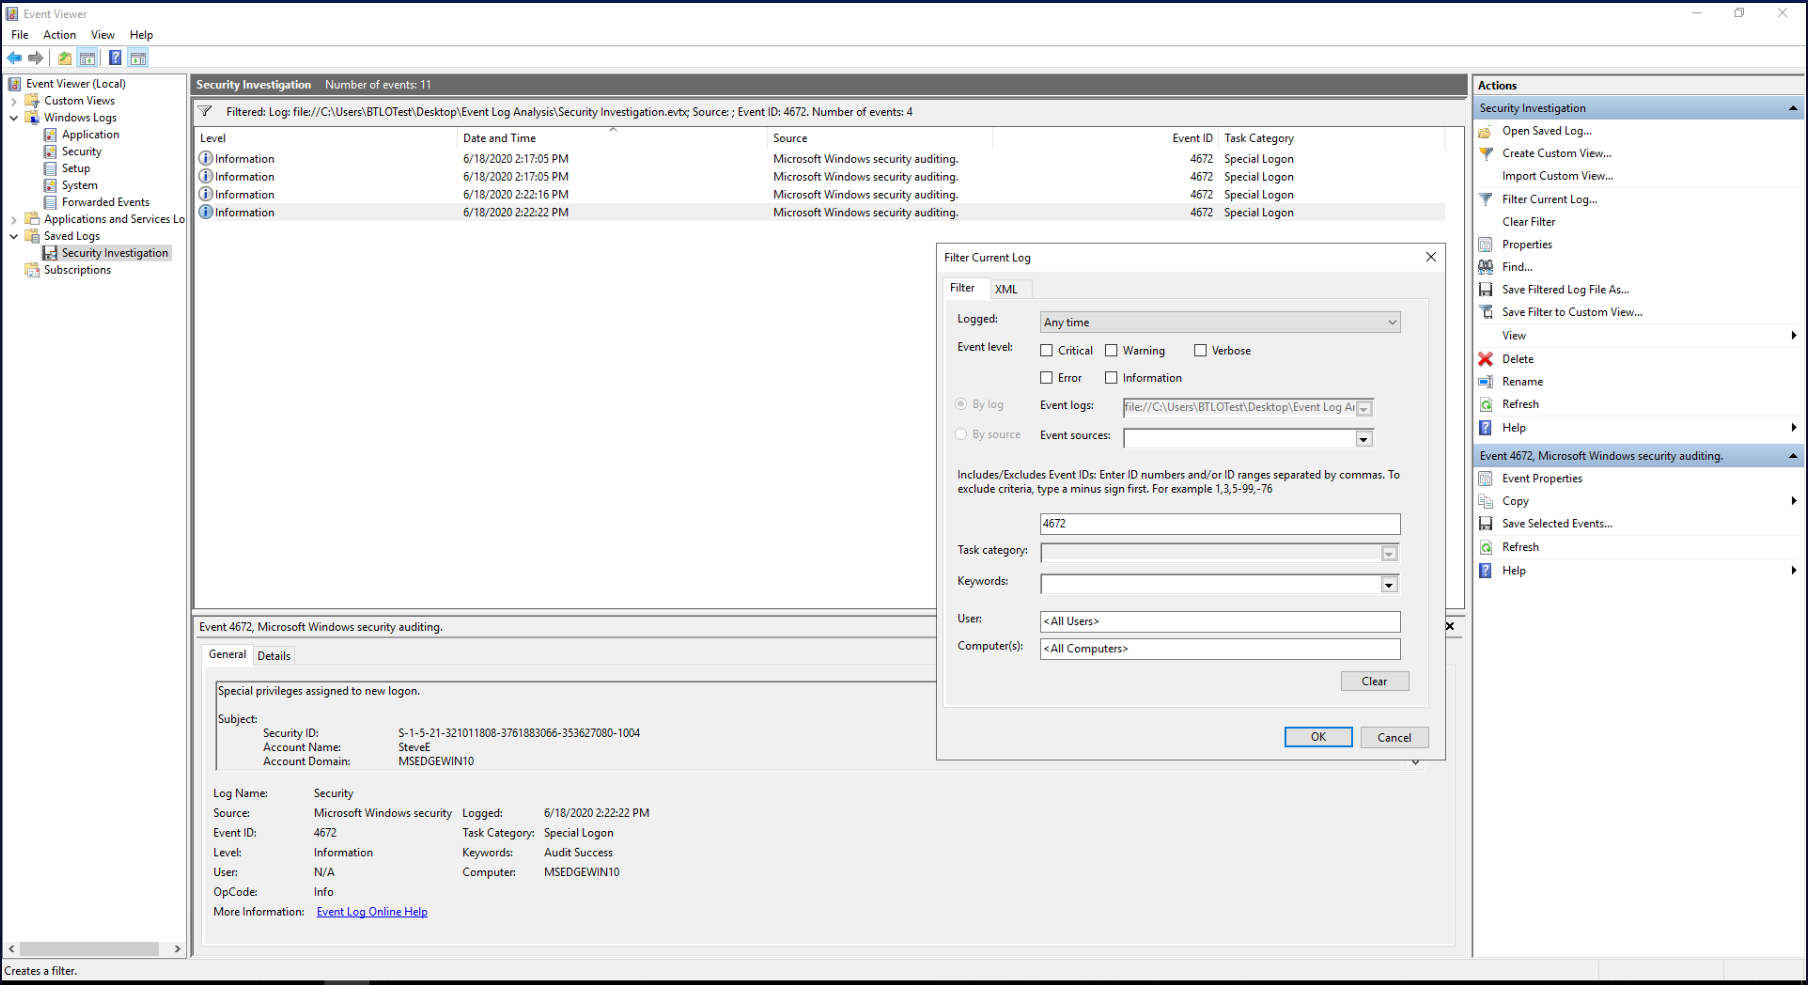 Event Viewer
File Action View Help
Event Viewer (Local)
Custom Views
Windows Logs
Application
Security
Setup
System
Forwarded Events
Applications and Services Lo
Saved Logs
Security Investigation
Subscriptions
Security Investigation Number of events: 11
Filtered: Log: file://C:\Users\BTLOTest\Desktop\Event Log Analysis\Security Investigation.evtx; Source: ; Event ID: 4672. Number of events: 4
Level Date and Time Source Event ID Task Category
Information 6/18/2020 2:17:05 PM Microsoft Windows security auditing. 4672 Special Logon
Information 6/18/2020 2:17:05 PM Microsoft Windows security auditing. 4672 Special Logon
Information 6/18/2020 2:22:16 PM Microsoft Windows security auditing. 4672 Special Logon
Information 6/18/2020 2:22:22 PM Microsoft Windows security auditing. 4672 Special Logon
Event 4672, Microsoft Windows security auditing.
General Details
Special privileges assigned to new logon.
Subject:
Security ID: S-1-5-21-321011808-3761883066-353627080-1004
Account Name: SteveE
Account Domain: MSEDGEWIN10
Log Name: Security
Source: Microsoft Windows security Logged: 6/18/2020 2:22:22 PM
Event ID: 4672 Task Category: Special Logon
Level: Information Keywords: Audit Success
User: N/A Computer: MSEDGEWIN10
OpCode: Info
More Information: Event Log Online Help
Filter Current Log
Filter XML
Logged: Any time
Event level: Critical Warning Verbose
Error Information
By log Event logs: file://C:\Users\BTLOTest\Desktop\Event Log Ar
By source Event sources:
Includes/Excludes Event IDs: Enter ID numbers and/or ID ranges separated by commas. To
exclude criteria, type a minus sign first. For example 1,3,5-99,-76
4672
Task category:
Keywords:
User: <All Users>
Computer(s): <All Computers>
Clear
OK Cancel
Actions
Security Investigation
Open Saved Log...
Create Custom View...
Import Custom View...
Filter Current Log...
Clear Filter
Properties
Find...
Save Filtered Log File As...
Save Filter to Custom View...
View
Delete
Rename
Refresh
Help
Event 4672, Microsoft Windows security auditing.
Event Properties
Copy
Save Selected Events...
Refresh
Help
Creates a filter.